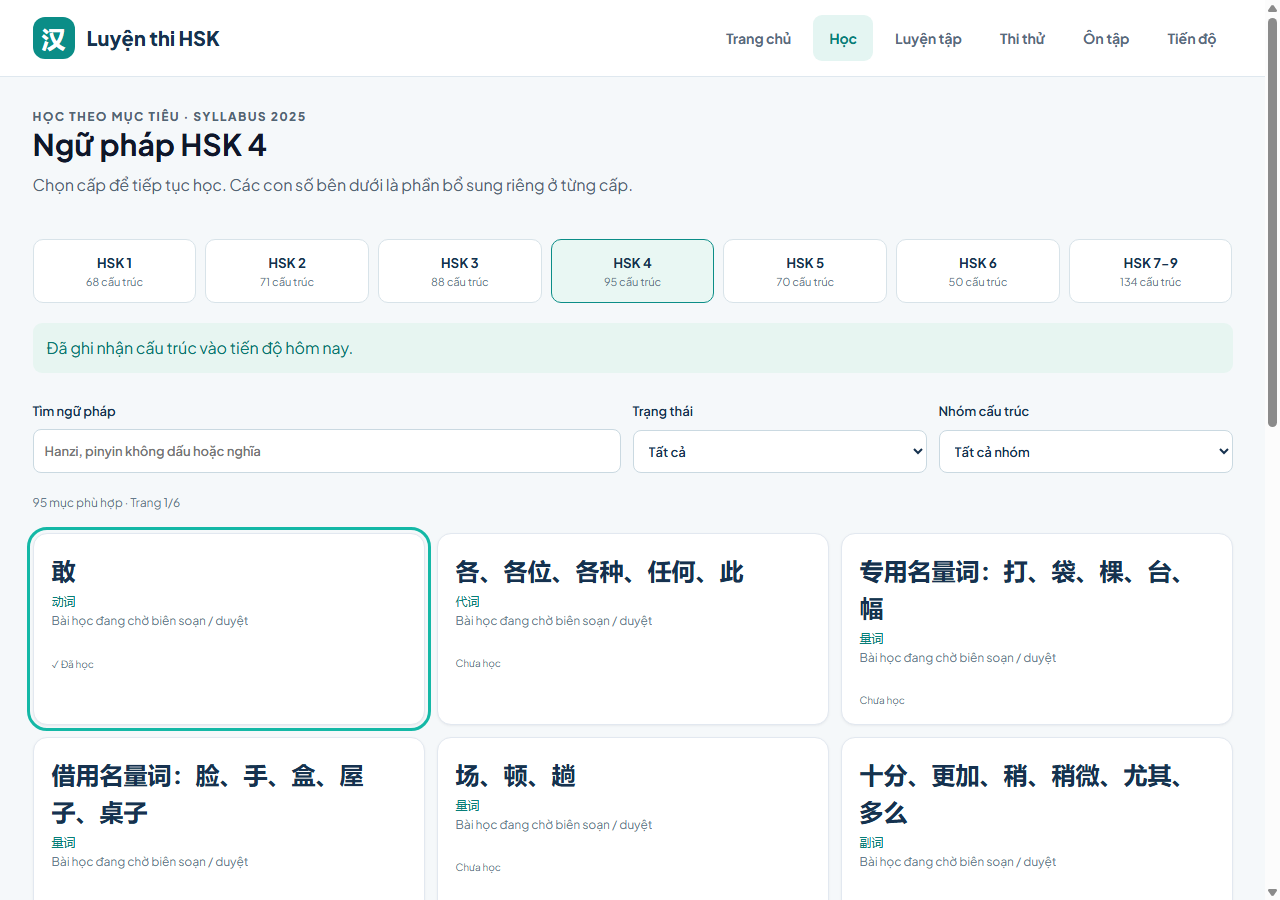 汉 Luyện thi HSK
Trang chủ Học Luyện tập Thi thử Ôn tập Tiến độ
HỌC THEO MỤC TIÊU · SYLLABUS 2025
Ngữ pháp HSK 4
Chọn cấp để tiếp tục học. Các con số bên dưới là phần bổ sung riêng ở từng cấp.
HSK 1 HSK 2 HSK 3 HSK 4 HSK 5 HSK 6 HSK 7–9
68 cấu trúc 71 cấu trúc 88 cấu trúc 95 cấu trúc 70 cấu trúc 50 cấu trúc 134 cấu trúc
Đã ghi nhận cấu trúc vào tiến độ hôm nay.
Tìm ngữ pháp Trạng thái Nhóm cấu trúc
Hanzi, pinyin không dấu hoặc nghĩa Tất cả Tất cả nhóm
95 mục phù hợp · Trang 1/6
敢
动词
Bài học đang chờ biên soạn / duyệt
✓ Đã học
各、各位、各种、任何、此
代词
Bài học đang chờ biên soạn / duyệt
Chưa học
专用名量词：打、袋、棵、台、
幅
量词
Bài học đang chờ biên soạn / duyệt
Chưa học
借用名量词：脸、手、盒、屋
子、桌子
量词
Bài học đang chờ biên soạn / duyệt
场、顿、趟
量词
Bài học đang chờ biên soạn / duyệt
Chưa học
十分、更加、稍、稍微、尤其、
多么
副词
Bài học đang chờ biên soạn / duyệt